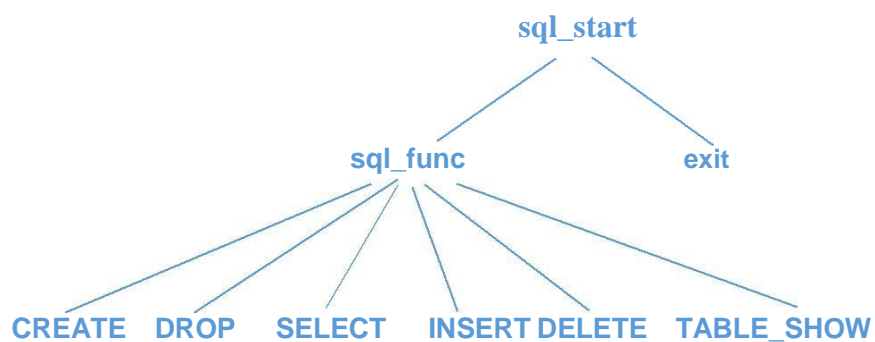 sql_start
sql_func exit
CREATE DROP SELECT INSERT DELETE TABLE_SHOW